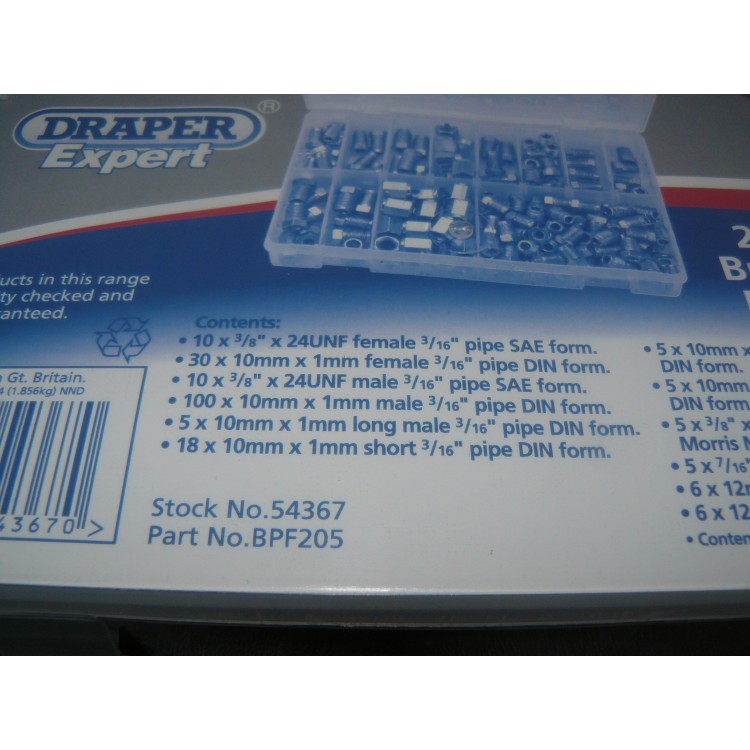 DRAPER ®
Expert
2
B
ucts in this range
ty checked and
ranteed.
Gt. Britain.
4 (1.856kg) NND
43670 >
Contents:
• 10 x 3/8" x 24UNF female 3/16" pipe SAE form.
• 30 x 10mm x 1mm female 3/16" pipe DIN form.
• 10 x 3/8" x 24UNF male 3/16" pipe SAE form.
• 100 x 10mm x 1mm male 3/16" pipe DIN form.
• 5 x 10mm x 1mm long male 3/16" pipe DIN form.
• 18 x 10mm x 1mm short 3/16" pipe DIN form.
• 5 x 10mm x
DIN form.
• 5 x 10mm
DIN form
• 5 x 3/8" x
Morris N
• 5 x 7/16"
• 6 x 12m
• 6 x 12
• Conten
Stock No.54367
Part No.BPF205